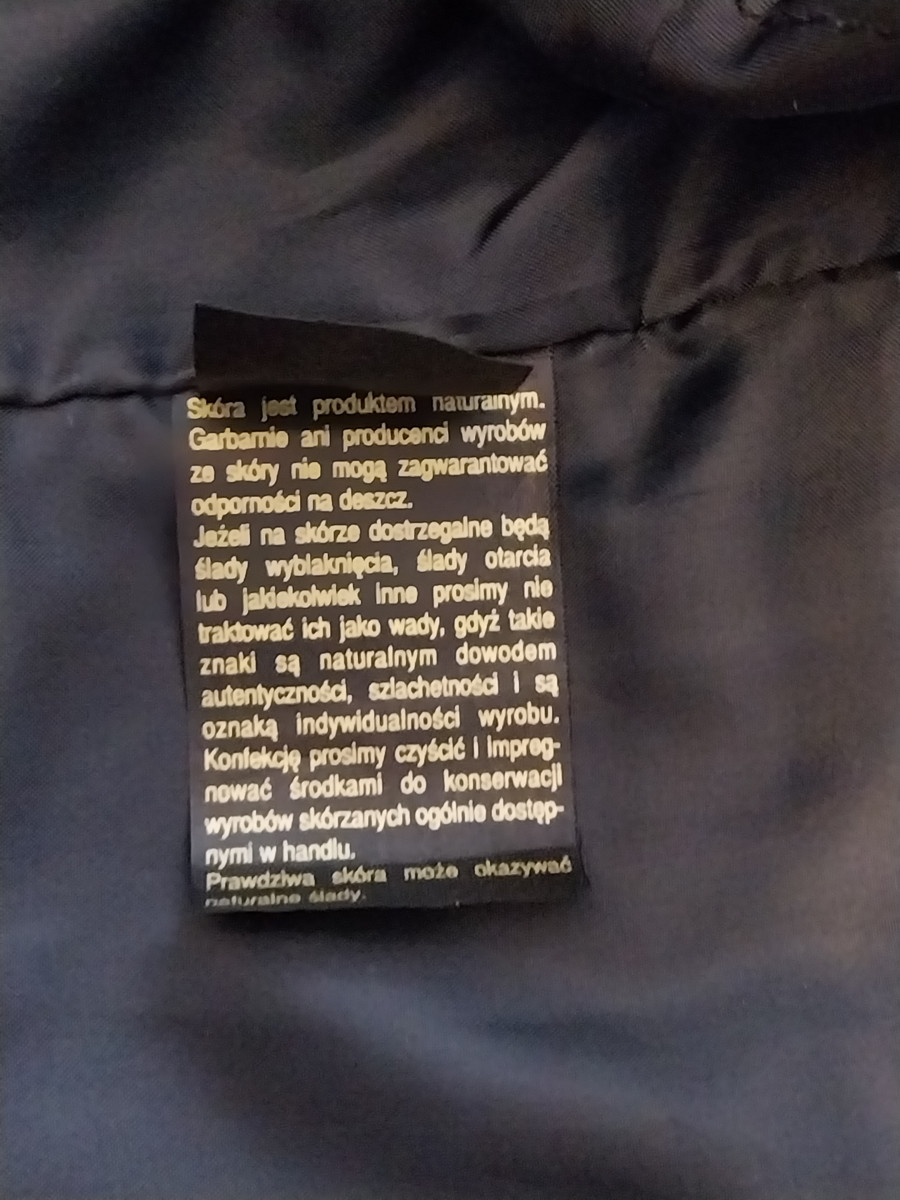 Skóra jest produktem naturalnym.
Garbarnie ani producenci wyrobów
ze skóry nie mogą zagwarantować
odporności na deszcz.
Jeżeli na skórze dostrzegalne będą
ślady wyblaknięcia, ślady otarcia
lub jakiekolwiek inne prosimy nie
traktować ich jako wady, gdyż takie
znaki są naturalnym dowodem
autentyczności, szlachetności i są
oznaką indywidualności wyrobu.
Konfekcję prosimy czyścić i impreg-
nować środkami do konserwacji
wyrobów skórzanych ogólnie dostęp-
nymi w handlu.
Prawdziwa skóra może okazywać
naturalne ślady.